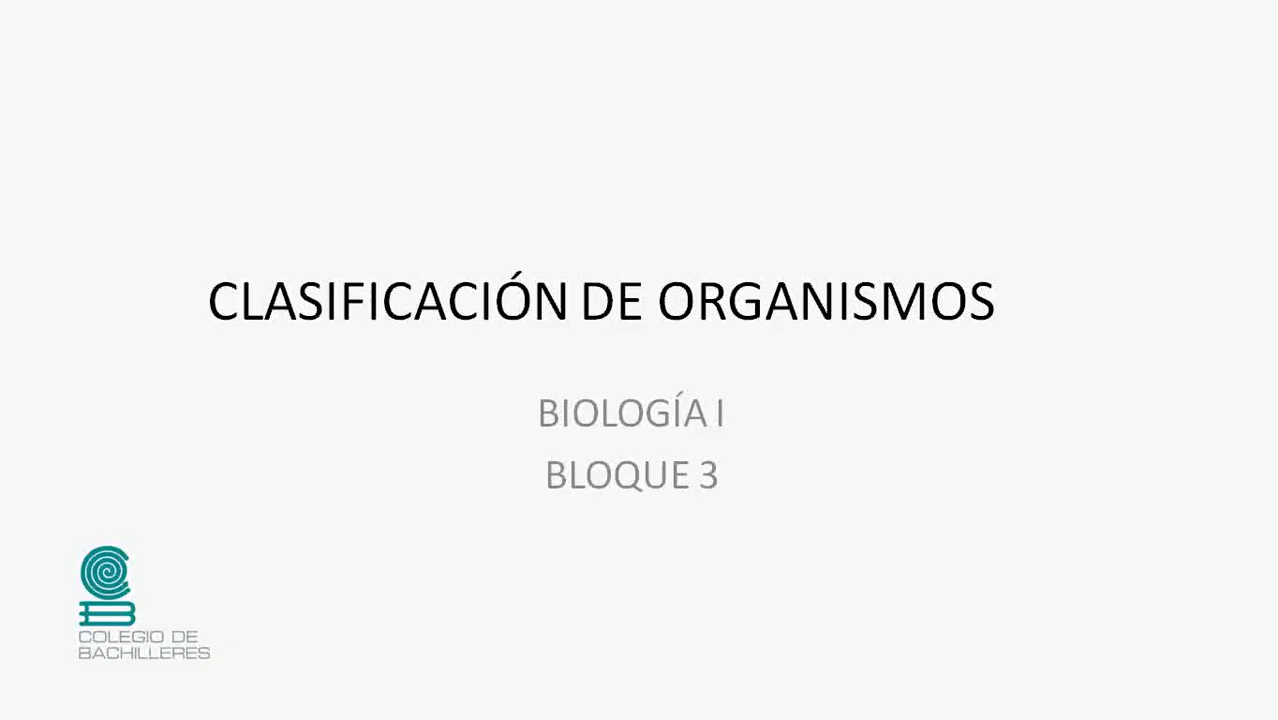 CLASIFICACIÓN DE ORGANISMOS
BIOLOGÍA I
BLOQUE 3
COLEGIO DE
BACHILLERES